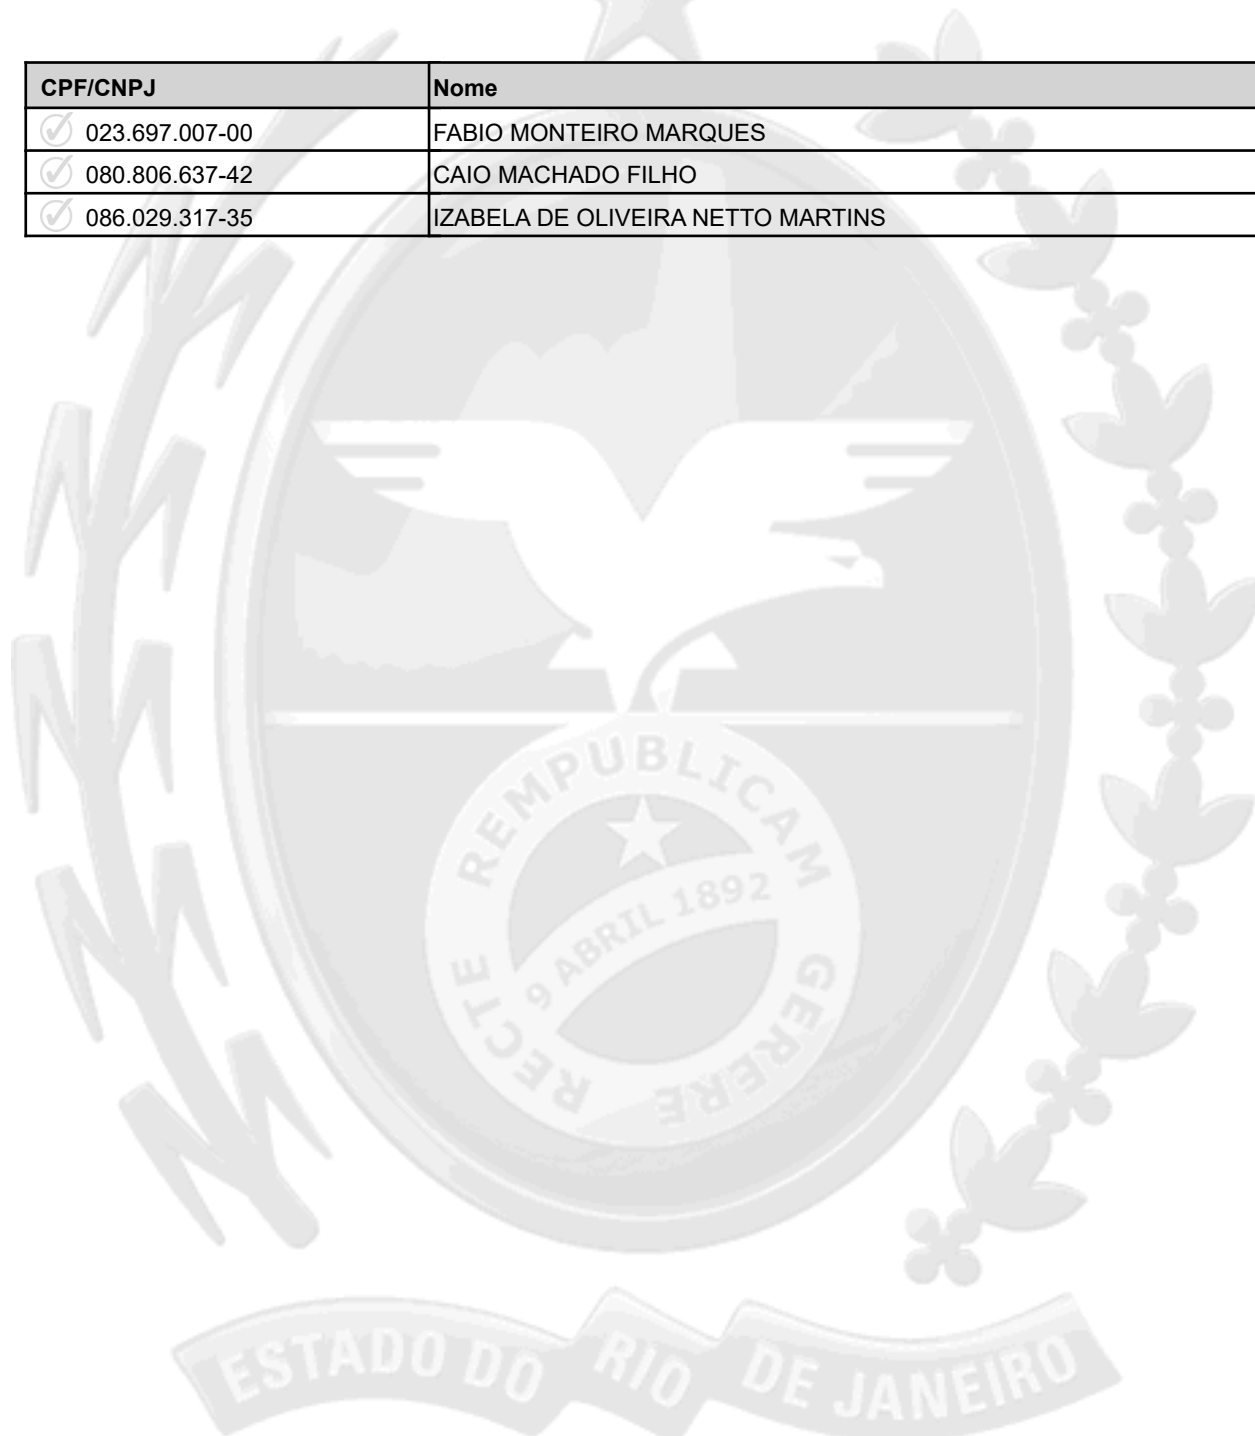 CPF/CNPJ Nome
023.697.007-00 FABIO MONTEIRO MARQUES
080.806.637-42 CAIO MACHADO FILHO
086.029.317-35 IZABELA DE OLIVEIRA NETTO MARTINS
RECTE REMPUBLICAM GERERE
9 ABRIL 1892
ESTADO DO RIO DE JANEIRO